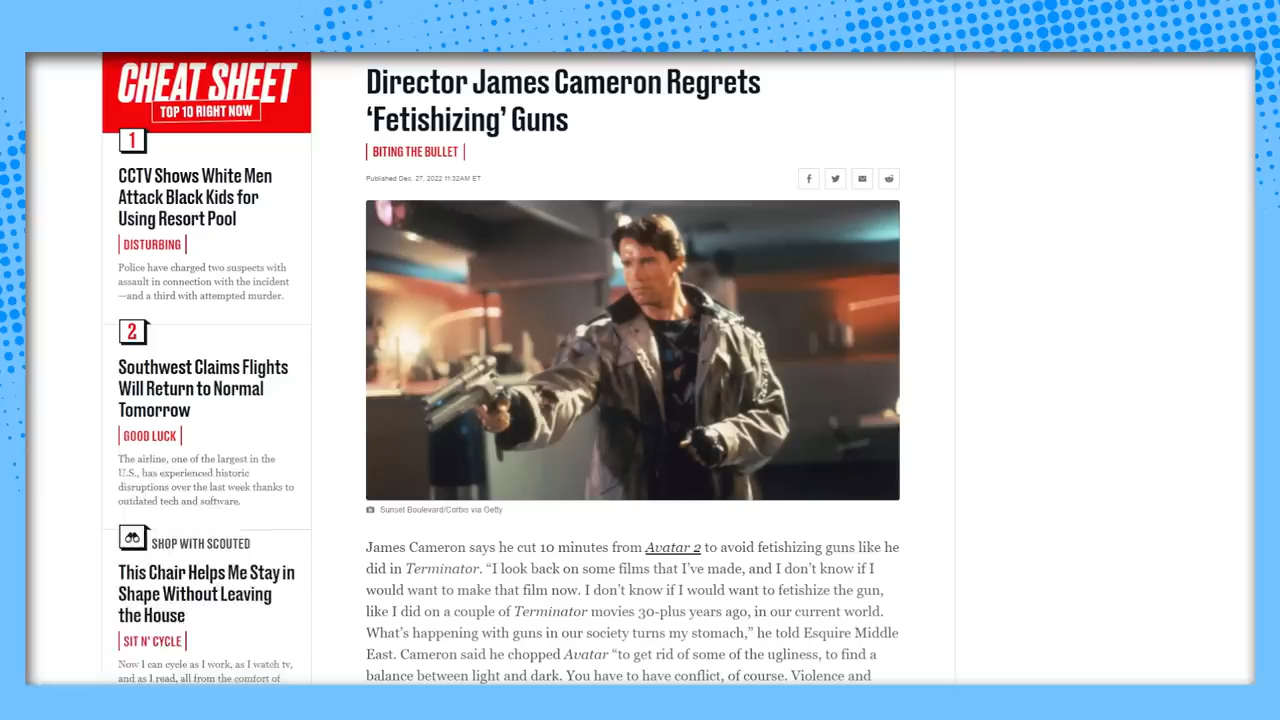 CHEAT SHEET
TOP 10 RIGHT NOW
1
CCTV Shows White Men
Attack Black Kids for
Using Resort Pool
DISTURBING
Police have charged two suspects with
assault in connection with the incident
—and a third with attempted murder.
2
Southwest Claims Flights
Will Return to Normal
Tomorrow
GOOD LUCK
The airline, one of the largest in the
U.S., has experienced historic
disruptions over the last week thanks to
outdated tech and software.
SHOP WITH SCOUTED
This Chair Helps Me Stay in
Shape Without Leaving
the House
SIT N' CYCLE
Now I can cycle as I work, as I watch tv,
and as I read, all from the comfort of
Director James Cameron Regrets
‘Fetishizing’ Guns
BITING THE BULLET
Published Dec. 27, 2022 11:32AM ET
Sunset Boulevard/Corbis via Getty
James Cameron says he cut 10 minutes from Avatar 2 to avoid fetishizing guns like he
did in Terminator. “I look back on some films that I’ve made, and I don’t know if I
would want to make that film now. I don’t know if I would want to fetishize the gun,
like I did on a couple of Terminator movies 30-plus years ago, in our current world.
What’s happening with guns in our society turns my stomach,” he told Esquire Middle
East. Cameron said he chopped Avatar “to get rid of some of the ugliness, to find a
balance between light and dark. You have to have conflict, of course. Violence and